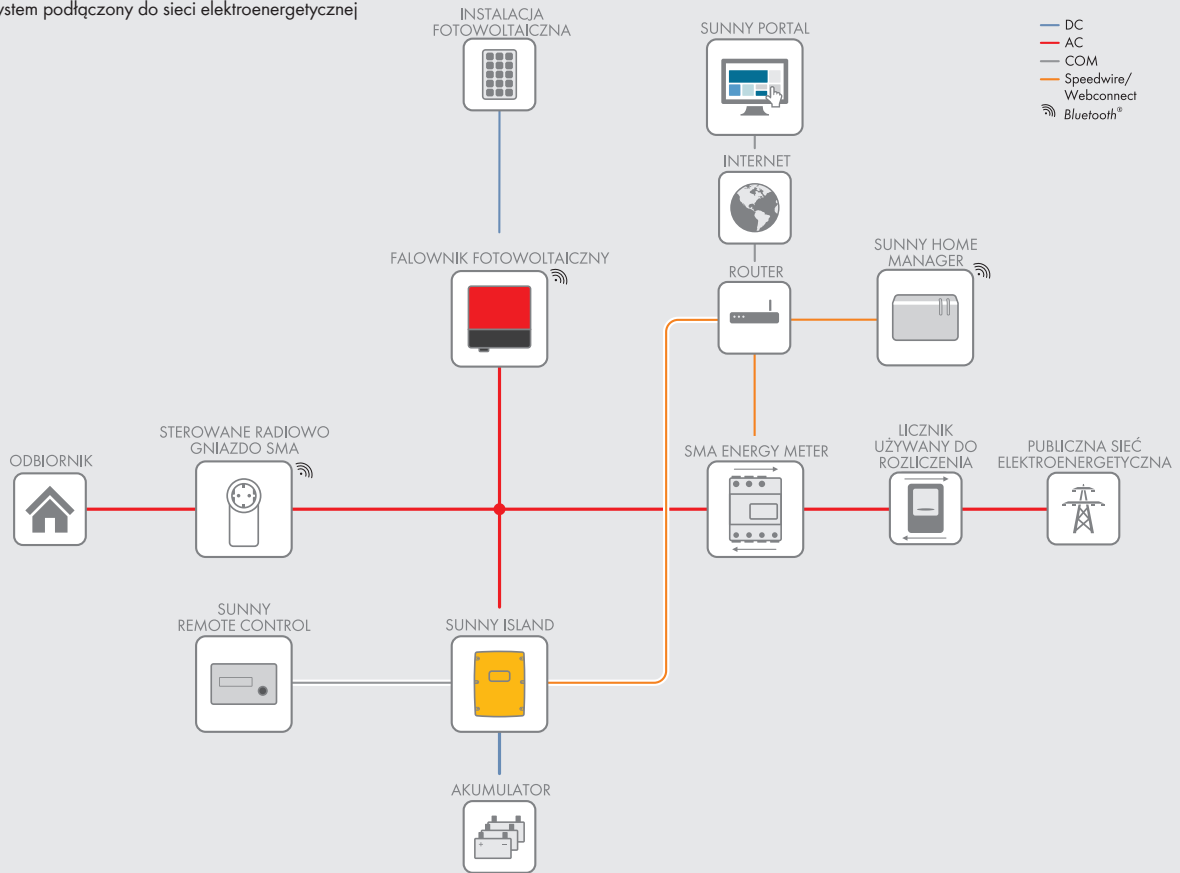 ystem podłączony do sieci elektroenergetycznej
INSTALACJA
FOTOWOLTAICZNA
SUNNY PORTAL
DC
AC
COM
Speedwire/
Webconnect
Bluetooth®
INTERNET
FALOWNIK FOTOWOLTAICZNY
ROUTER
SUNNY HOME
MANAGER
ODBIORNIK
STEROWANE RADIOWO
GNIAZDO SMA
SMA ENERGY METER
LICZNIK
UŻYWANY DO
ROZLICZENIA
PUBLICZNA SIEĆ
ELEKTROENERGETYCZNA
SUNNY
REMOTE CONTROL
SUNNY ISLAND
AKUMULATOR